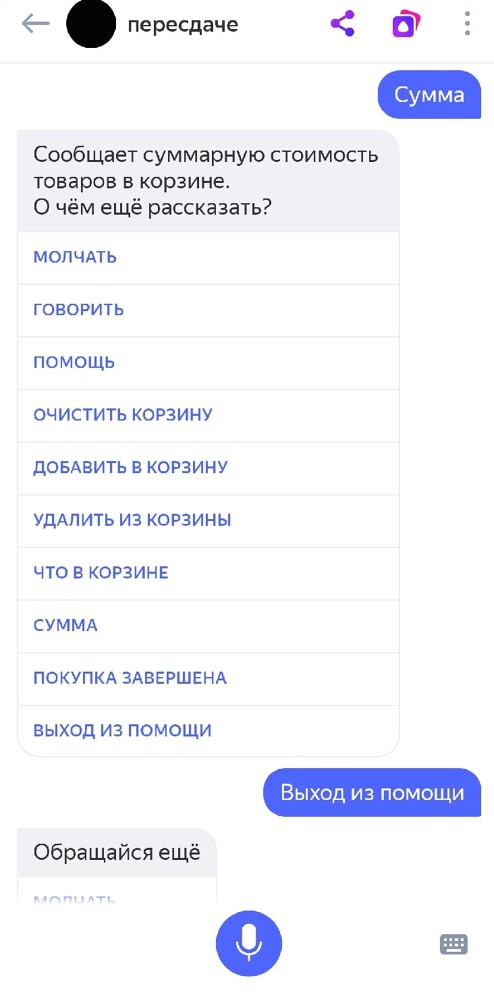 пересдаче
Сумма
Сообщает суммарную стоимость
товаров в корзине.
О чём ещё рассказать?
МОЛЧАТЬ
ГОВОРИТЬ
ПОМОЩЬ
ОЧИСТИТЬ КОРЗИНУ
ДОБАВИТЬ В КОРЗИНУ
УДАЛИТЬ ИЗ КОРЗИНЫ
ЧТО В КОРЗИНЕ
СУММА
ПОКУПКА ЗАВЕРШЕНА
ВЫХОД ИЗ ПОМОЩИ
Выход из помощи
Обращайся ещё
МОЛЧАТЬ